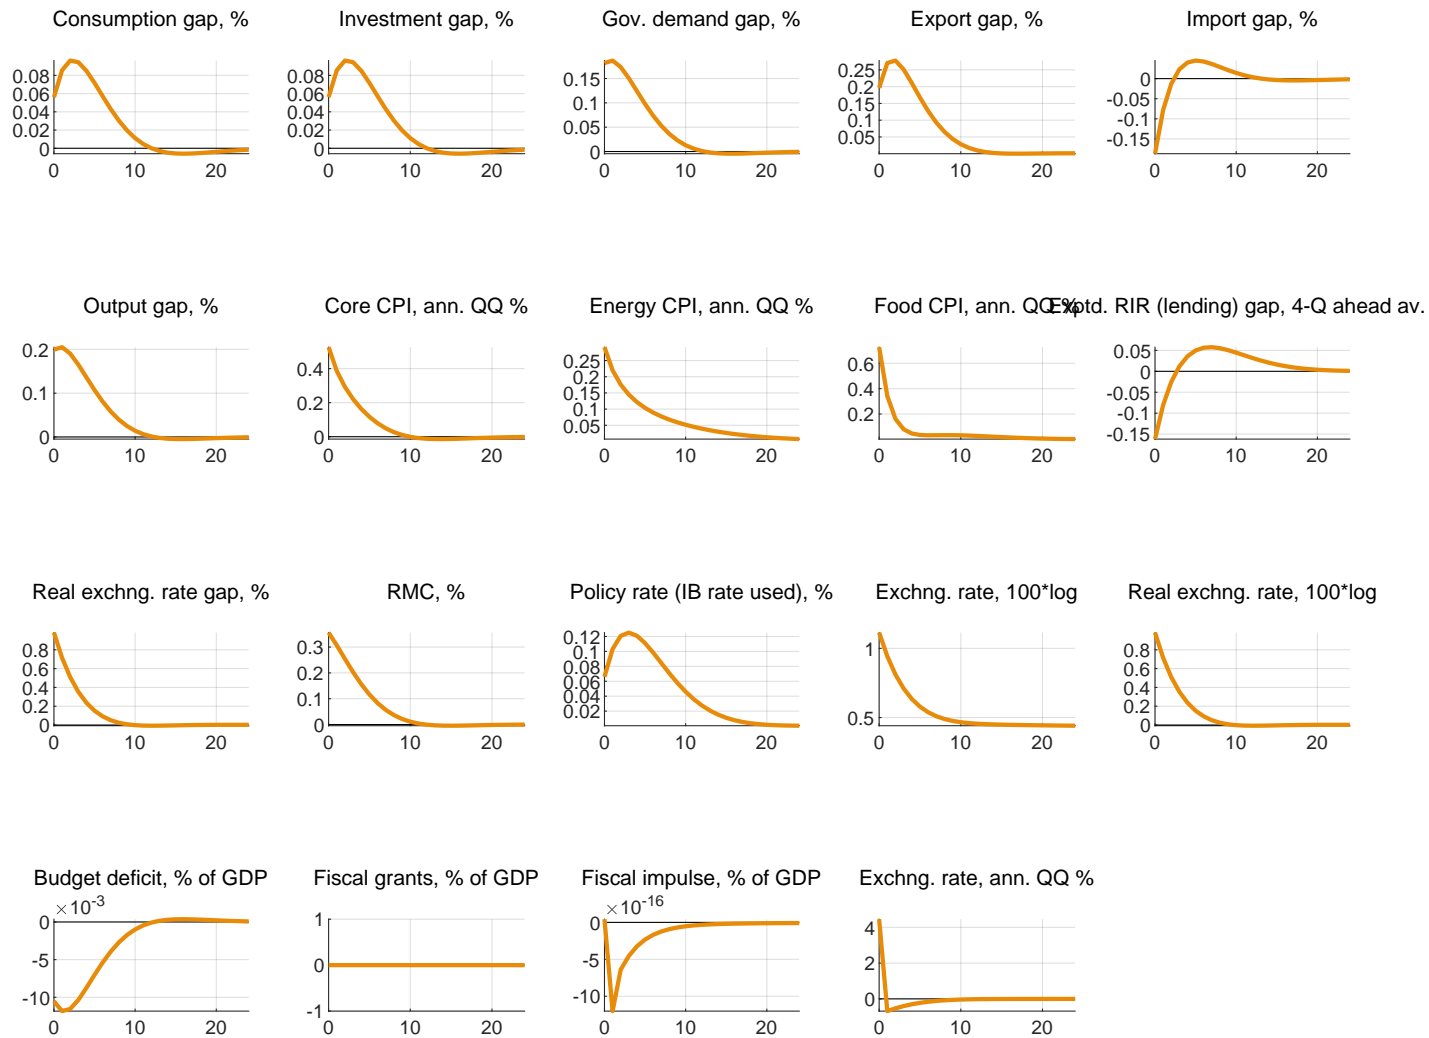 Consumption gap, %
Investment gap, %
Gov. demand gap, %
Export gap, %
Import gap, %
0.08
0.06
0.04
0.02
0
0 10 20
0.08
0.06
0.04
0.02
0
0 10 20
0.15
0.1
0.05
0
0 10 20
0.25
0.2
0.15
0.1
0.05
0 10 20
0
-0.05
-0.1
-0.15
0 10 20
Output gap, %
Core CPI, ann. QQ %
Energy CPI, ann. QQ %
Food CPI, ann. QQ %
Exptd. RIR (lending) gap, 4-Q ahead av.
0.2
0.1
0
0 10 20
0.4
0.2
0
0 10 20
0.25
0.2
0.15
0.1
0.05
0 10 20
0.6
0.4
0.2
0 10 20
0.05
0
-0.05
-0.1
-0.15
0 10 20
Real exchng. rate gap, %
RMC, %
Policy rate (IB rate used), %
Exchng. rate, 100*log
Real exchng. rate, 100*log
0.8
0.6
0.4
0.2
0
0 10 20
0.3
0.2
0.1
0
0 10 20
0.12
0.1
0.08
0.06
0.04
0.02
0 10 20
1
0.5
0 10 20
0.8
0.6
0.4
0.2
0
0 10 20
Budget deficit, % of GDP
Fiscal grants, % of GDP
Fiscal impulse, % of GDP
Exchng. rate, ann. QQ %
×10-3
0
-5
-10
0 10 20
1
0
-1
0 10 20
×10-16
0
-5
-10
0 10 20
4
2
0
0 10 20